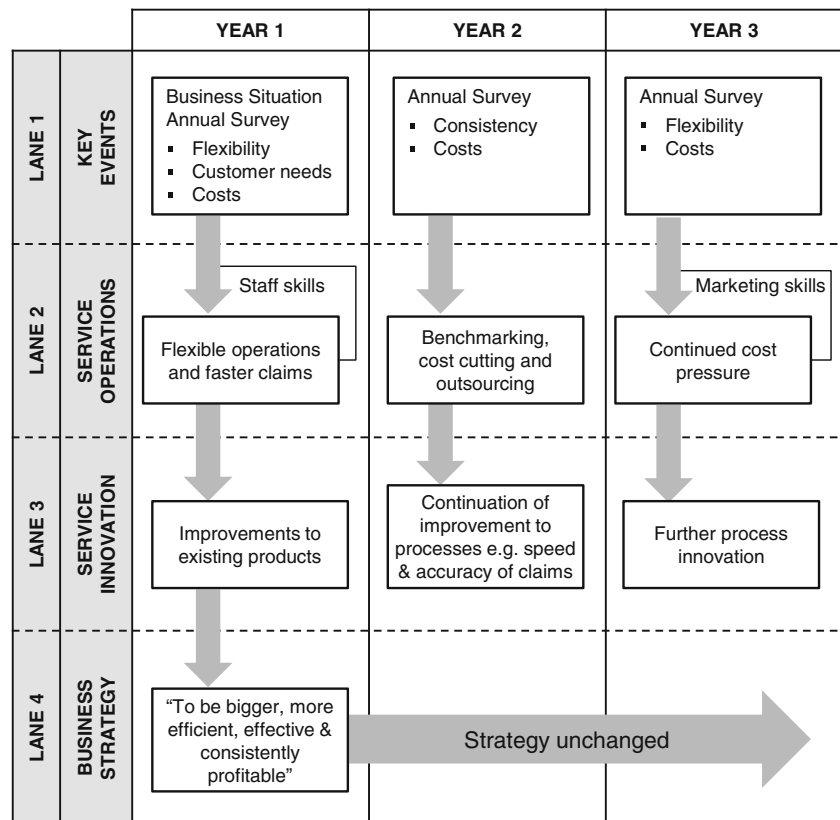 YEAR 1
YEAR 2
YEAR 3
LANE 1
KEY
EVENTS
Business Situation
Annual Survey
▪ Flexibility
▪ Customer needs
▪ Costs
Annual Survey
▪ Consistency
▪ Costs
Annual Survey
▪ Flexibility
▪ Costs
LANE 2
SERVICE
OPERATIONS
Staff skills
Flexible operations
and faster claims
Benchmarking,
cost cutting and
outsourcing
Marketing skills
Continued cost
pressure
LANE 3
SERVICE
INNOVATION
Improvements to
existing products
Continuation of
improvement to
processes e.g. speed
& accuracy of claims
Further process
innovation
LANE 4
BUSINESS
STRATEGY
“To be bigger, more
efficient, effective &
consistently
profitable”
Strategy unchanged